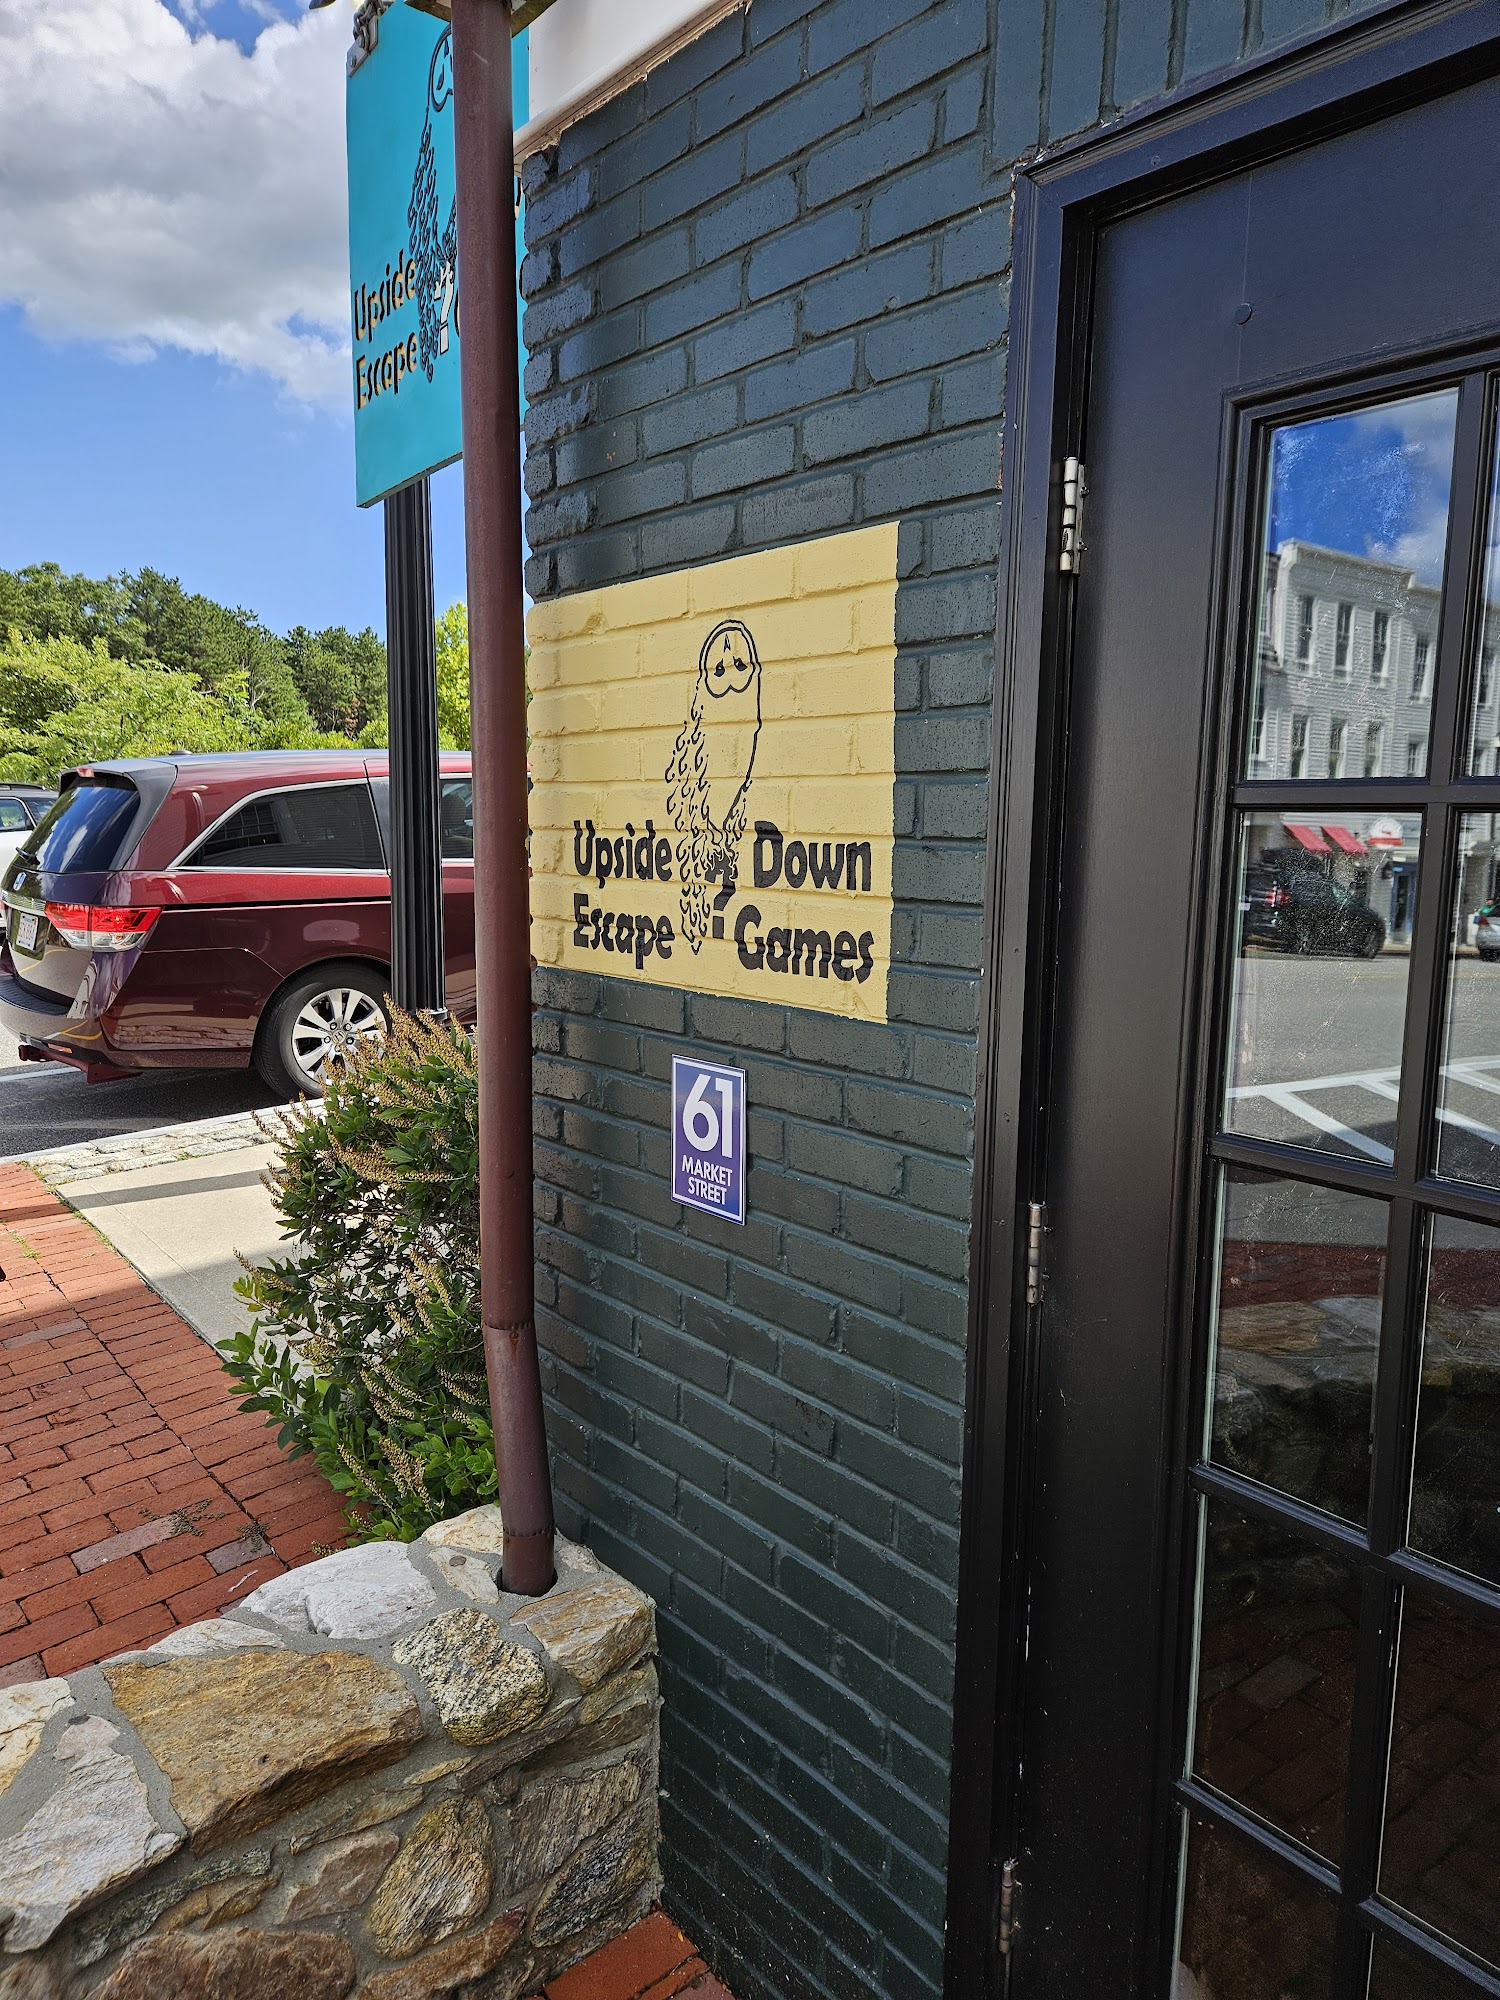 Upside
Escape
Upside ? Down
Escape Games
61
MARKET
STREET